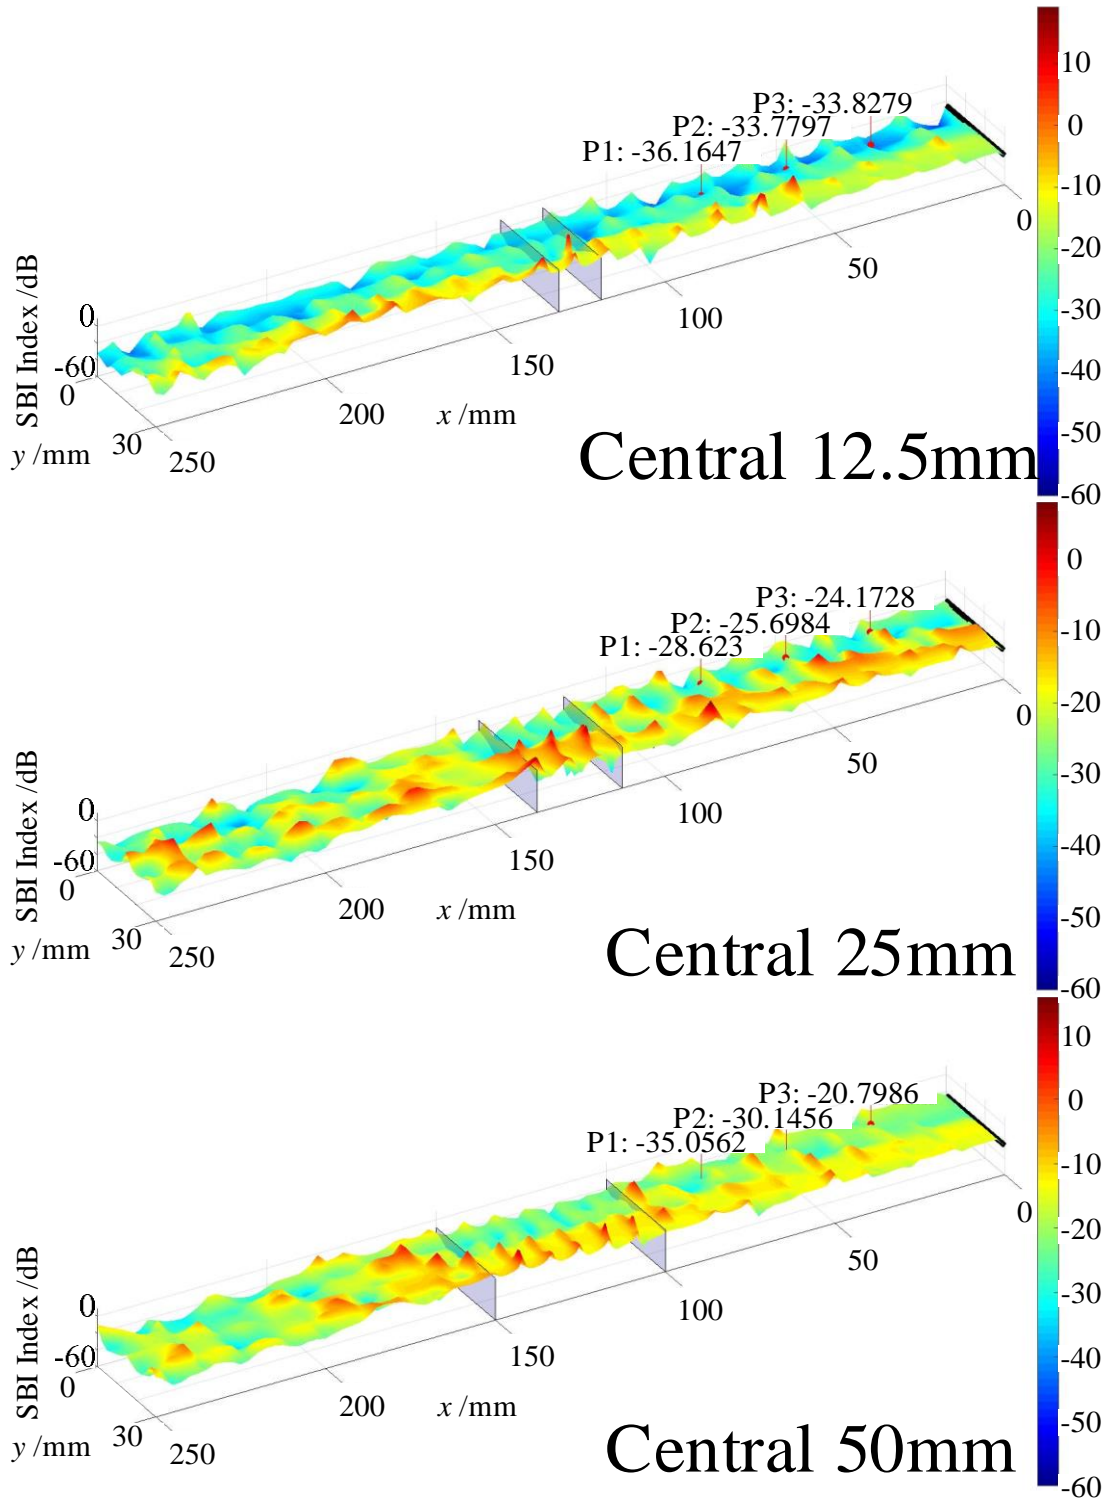 10
P3: -33.8279
0
P2: -33.7797
P1: -36.1647
-10
0
-20
50
-30
SBI Index /dB
0
100
-60
150
-40
0
200
x /mm
-50
y /mm
30
250
Central 12.5mm
-60
0
P3: -24.1728
-10
P2: -25.6984
P1: -28.623
-20
0
50
-30
SBI Index /dB
0
100
-40
-60
150
0
200
x /mm
-50
y /mm
30
250
Central 25mm
-60
10
P3: -20.7986
0
P2: -30.1456
P1: -35.0562
-10
0
-20
50
-30
SBI Index /dB
0
100
-60
150
-40
0
200
x /mm
-50
y /mm
30
250
Central 50mm
-60